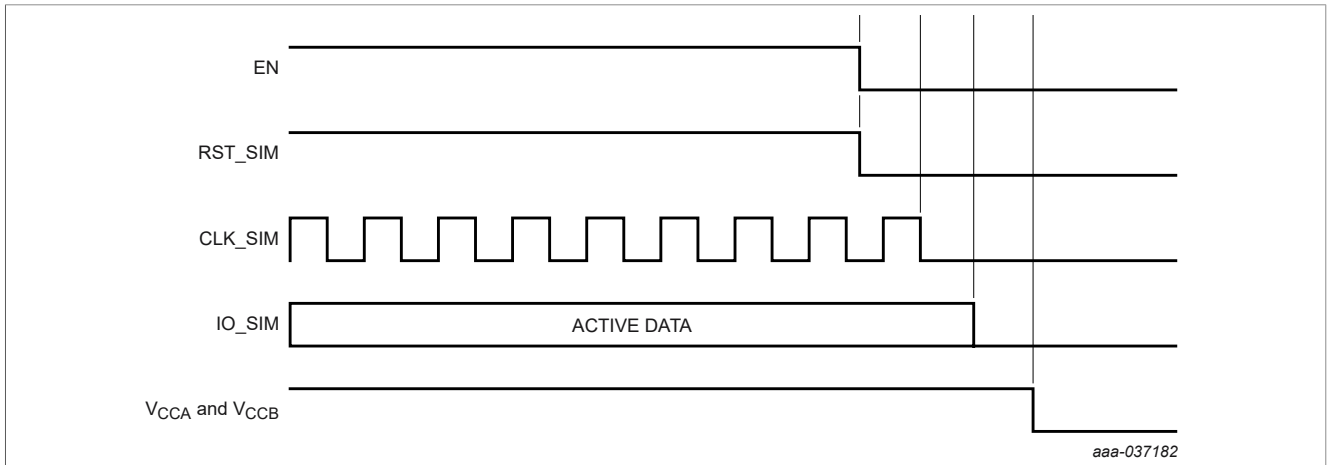 EN
RST_SIM
CLK_SIM
IO_SIM
ACTIVE DATA
VCCA and VCCB
aaa-037182